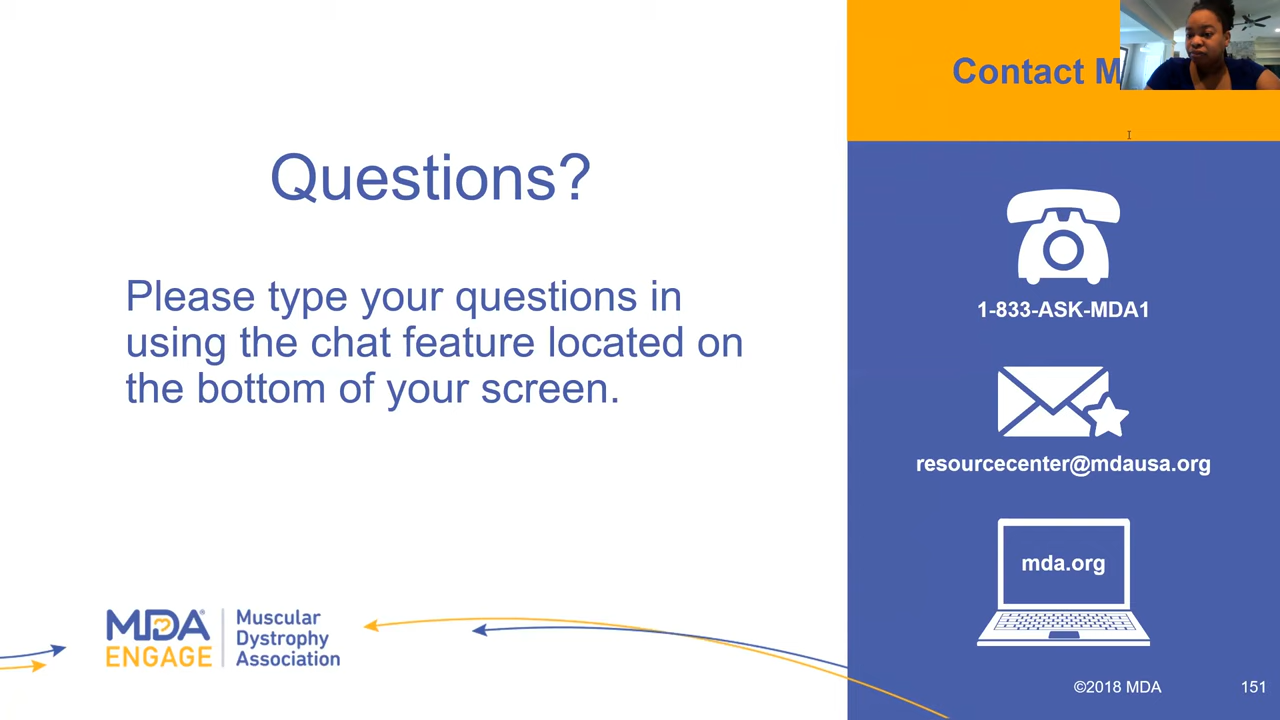 Questions?
Please type your questions in
using the chat feature located on
the bottom of your screen.
MDA®
ENGAGE
Muscular
Dystrophy
Association
Contact
1-833-ASK-MDA1
resourcecenter@mdausa.org
mda.org
©2018 MDA
151